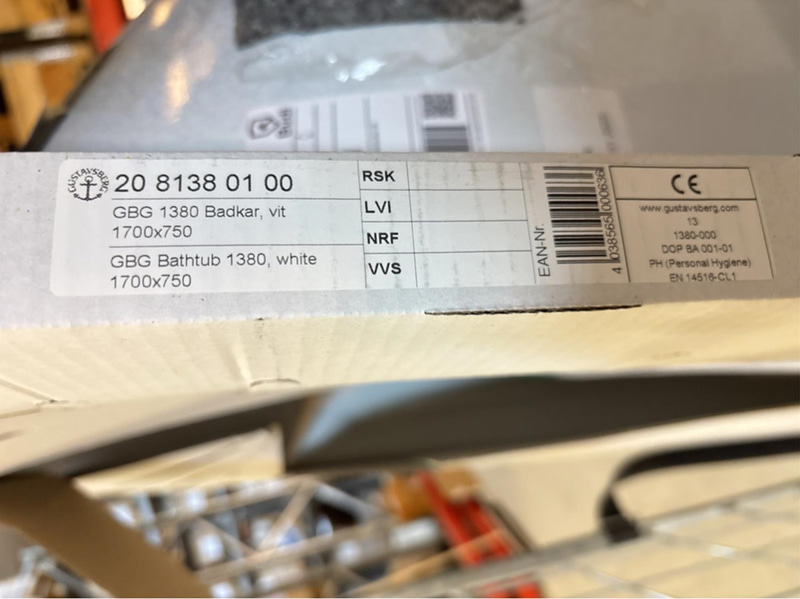 GUSTAVSBERG
20 8138 01 00
GBG 1380 Badkar, vit
1700x750
GBG Bathtub 1380, white
1700x750
RSK
LVI
NRF
VVS
EAN-Nr.
4 038565 000636
CE
www.gustavsberg.com
13
1380-000
DOP BA 001-01
PH (Personal Hygiene)
EN 14516-CL1